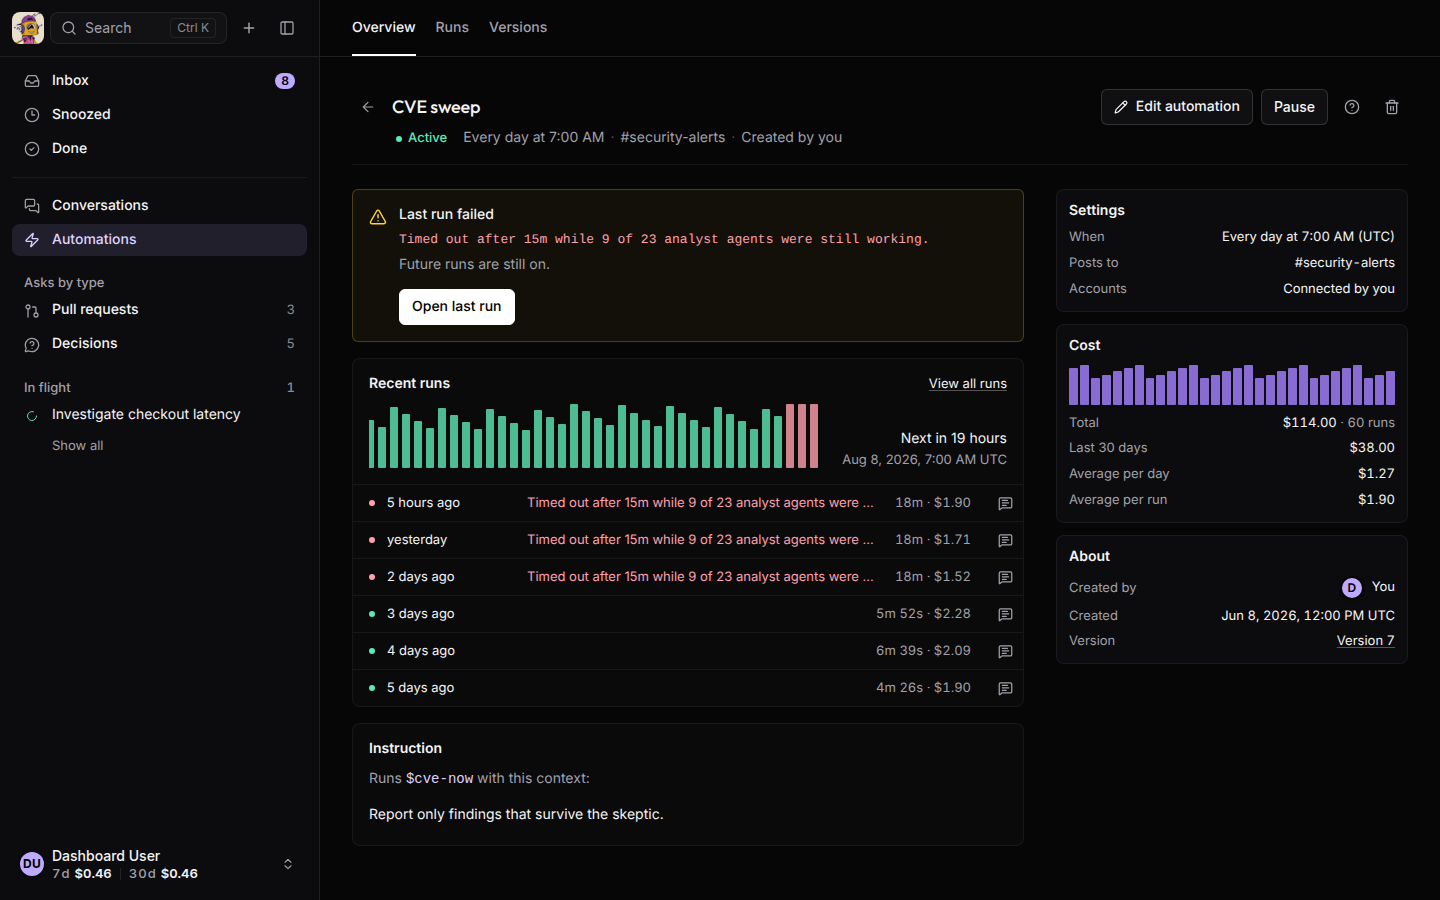 Search
Ctrl K
Inbox
8
Snoozed
Done
Conversations
Automations
Asks by type
Pull requests
3
Decisions
5
In flight
1
Investigate checkout latency
Show all
DU
Dashboard User
7d $0.46 | 30d $0.46
Overview
Runs
Versions
CVE sweep
Active
Every day at 7:00 AM · #security-alerts · Created by you
Edit automation
Pause
Last run failed
Timed out after 15m while 9 of 23 analyst agents were still working.
Future runs are still on.
Open last run
Recent runs
View all runs
Next in 19 hours
Aug 8, 2026, 7:00 AM UTC
5 hours ago Timed out after 15m while 9 of 23 analyst agents were ... 18m · $1.90
yesterday Timed out after 15m while 9 of 23 analyst agents were ... 18m · $1.71
2 days ago Timed out after 15m while 9 of 23 analyst agents were ... 18m · $1.52
3 days ago 5m 52s · $2.28
4 days ago 6m 39s · $2.09
5 days ago 4m 26s · $1.90
Instruction
Runs $cve-now with this context:
Report only findings that survive the skeptic.
Settings
When Every day at 7:00 AM (UTC)
Posts to #security-alerts
Accounts Connected by you
Cost
Total $114.00 · 60 runs
Last 30 days $38.00
Average per day $1.27
Average per run $1.90
About
Created by D You
Created Jun 8, 2026, 12:00 PM UTC
Version Version 7